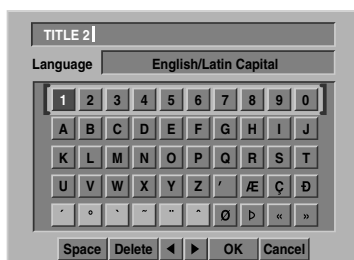 TITLE 2
Language English/Latin Capital
1 2 3 4 5 6 7 8 9 0
A B C D E F G H I J
K L M N O P Q R S T
U V W X Y Z ′ Æ Ç Ð
´ ° ` ˜ ¨ ˆ Ø Þ « »
Space Delete ◀ ▶ OK Cancel